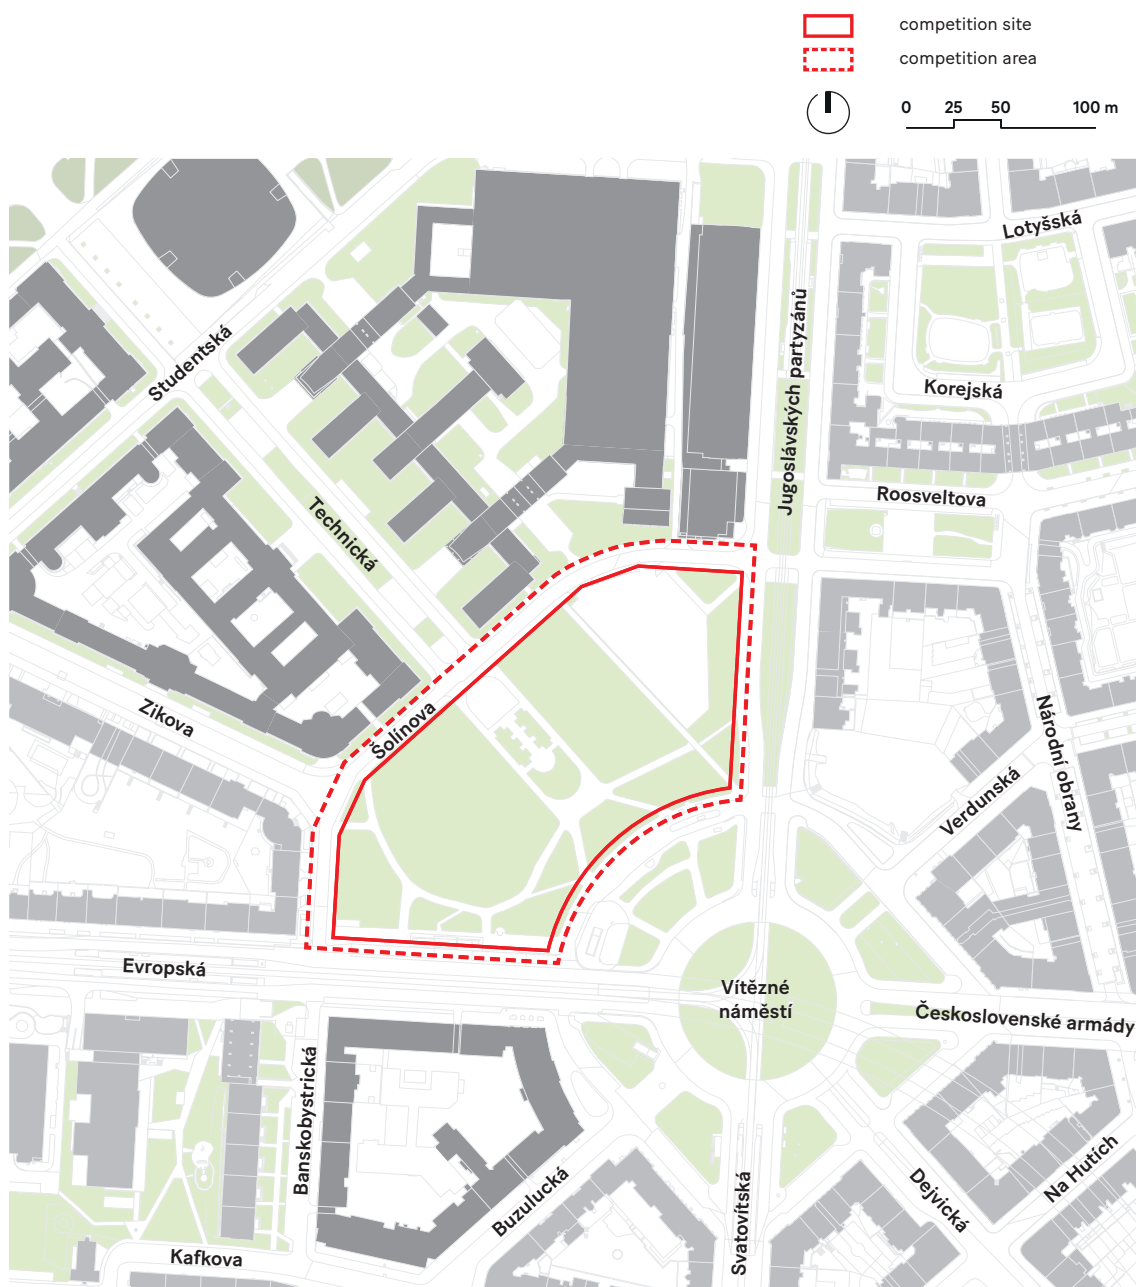 competition site
competition area
0 25 50 100 m
Lotyšská
Studentská
Jugoslávských partyzánů
Korejská
Roosveltova
Technická
Zikova
Šolínova
Národní obrany
Verdunská
Evropská
Vítězné
náměstí
Československé armády
Banskobystrická
Buzulucká
Svatovítská
Dejvická
Na Hutích
Kafkova